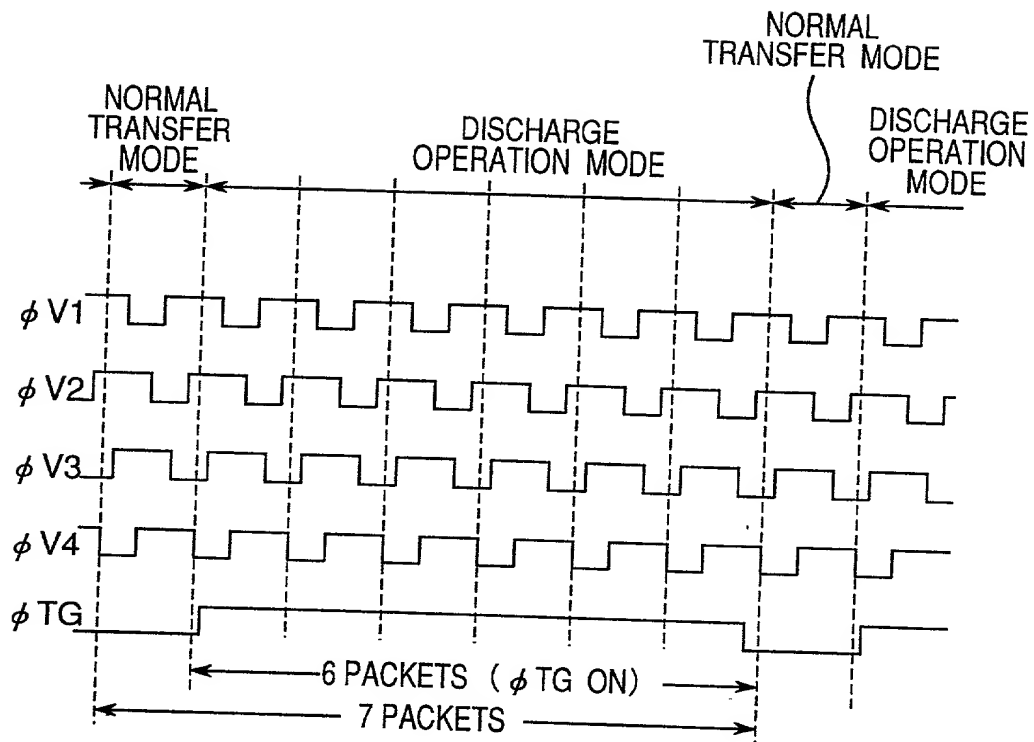 NORMAL
TRANSFER MODE
NORMAL
TRANSFER
MODE
DISCHARGE
OPERATION MODE
DISCHARGE
OPERATION
MODE
φ V1
φ V2
φ V3
φ V4
φ TG
6 PACKETS ( φ TG ON)
7 PACKETS